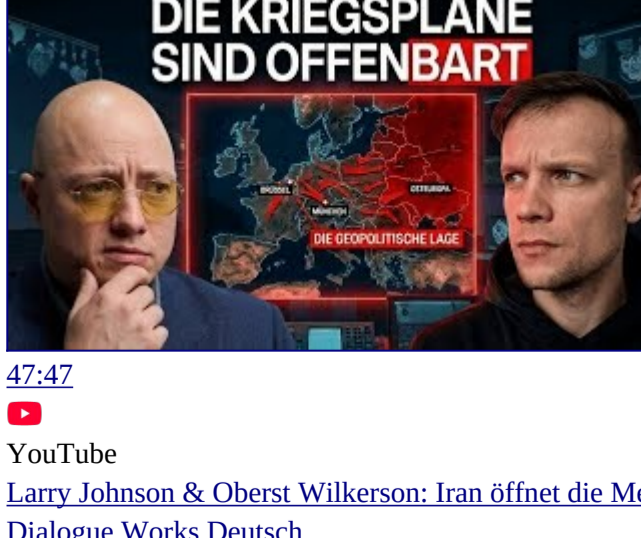 DIE KRIEGSPLÄNE
SIND OFFENBART
BRÜSSEL
OSTEUROPA
MÜNCHEN
DIE GEOPOLITISCHE LAGE
47:47
YouTube
Larry Johnson & Oberst Wilkerson: Iran öffnet die Me
Dialogue Works Deutsch